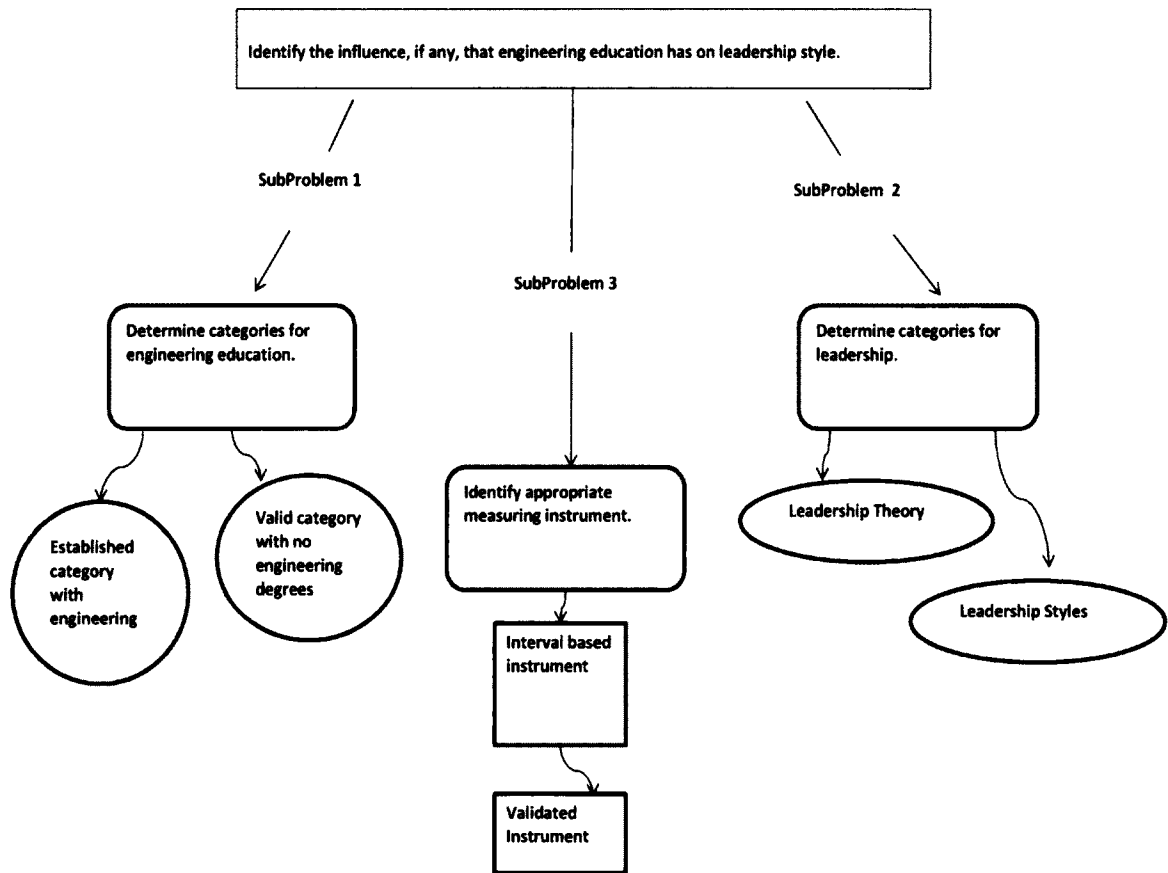 Identify the influence, if any, that engineering education has on leadership style.
SubProblem 1
SubProblem 2
SubProblem 3
Determine categories for
engineering education.
Determine categories for
leadership.
Established
category
with
engineering
Valid category
with no
engineering
degrees
Identify appropriate
measuring instrument.
Leadership Theory
Leadership Styles
Interval based
instrument
Validated
Instrument